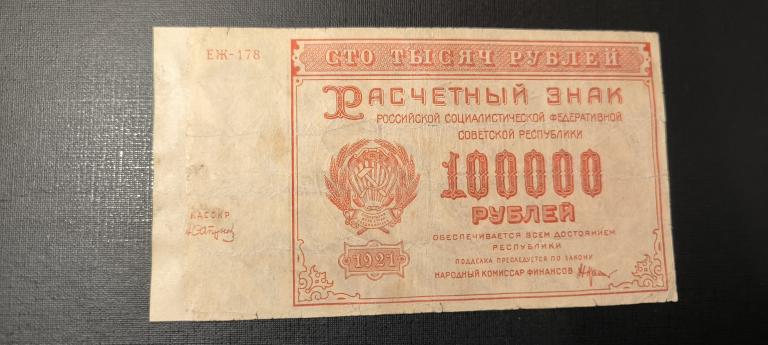 ЕЖ-178
СТО ТЫСЯЧ РУБЛЕЙ
РАСЧЕТНЫЙ ЗНАК
РОССИЙСКОЙ СОЦИАЛИСТИЧЕСКОЙ ФЕДЕРАТИВНОЙ
СОВЕТСКОЙ РЕСПУБЛИКИ
100000
РУБЛЕЙ
КАССИР
ОБЕСПЕЧИВАЕТСЯ ВСЕМ ДОСТОЯНИЕМ
РЕСПУБЛИКИ
1921
ПОДДЕЛКА ПРЕСЛЕДУЕТСЯ ПО ЗАКОНУ
НАРОДНЫЙ КОМИССАР ФИНАНСОВ